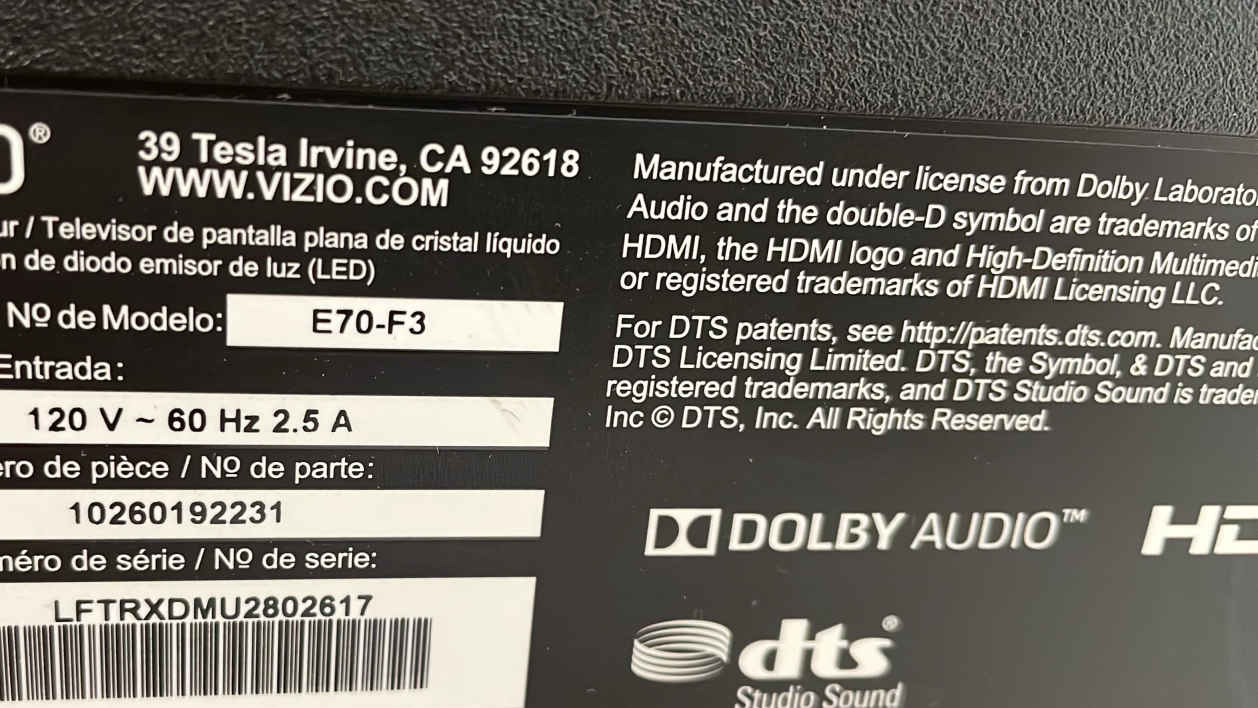 ®
39 Tesla Irvine, CA 92618
WWW.VIZIO.COM
/ Televisor de pantalla plana de cristal líquido
de diodo emisor de luz (LED)
Nº de Modelo: E70-F3
Entrada:
120 V ~ 60 Hz 2.5 A
de pièce / Nº de parte:
10260192231
de série / Nº de serie:
LFTRXDMU2802617
Manufactured under license from Dolby
Audio and the double-D symbol are trademarks of
HDMI, the HDMI logo and High-Definition
or registered trademarks of HDMI Licensing LLC.
For DTS patents, see http://patents.dts.com.
DTS Licensing Limited. DTS, the Symbol, & DTS and
registered trademarks, and DTS Studio Sound is
Inc © DTS, Inc. All Rights Reserved.
DOLBY AUDIO™
dts®
Studio Sound